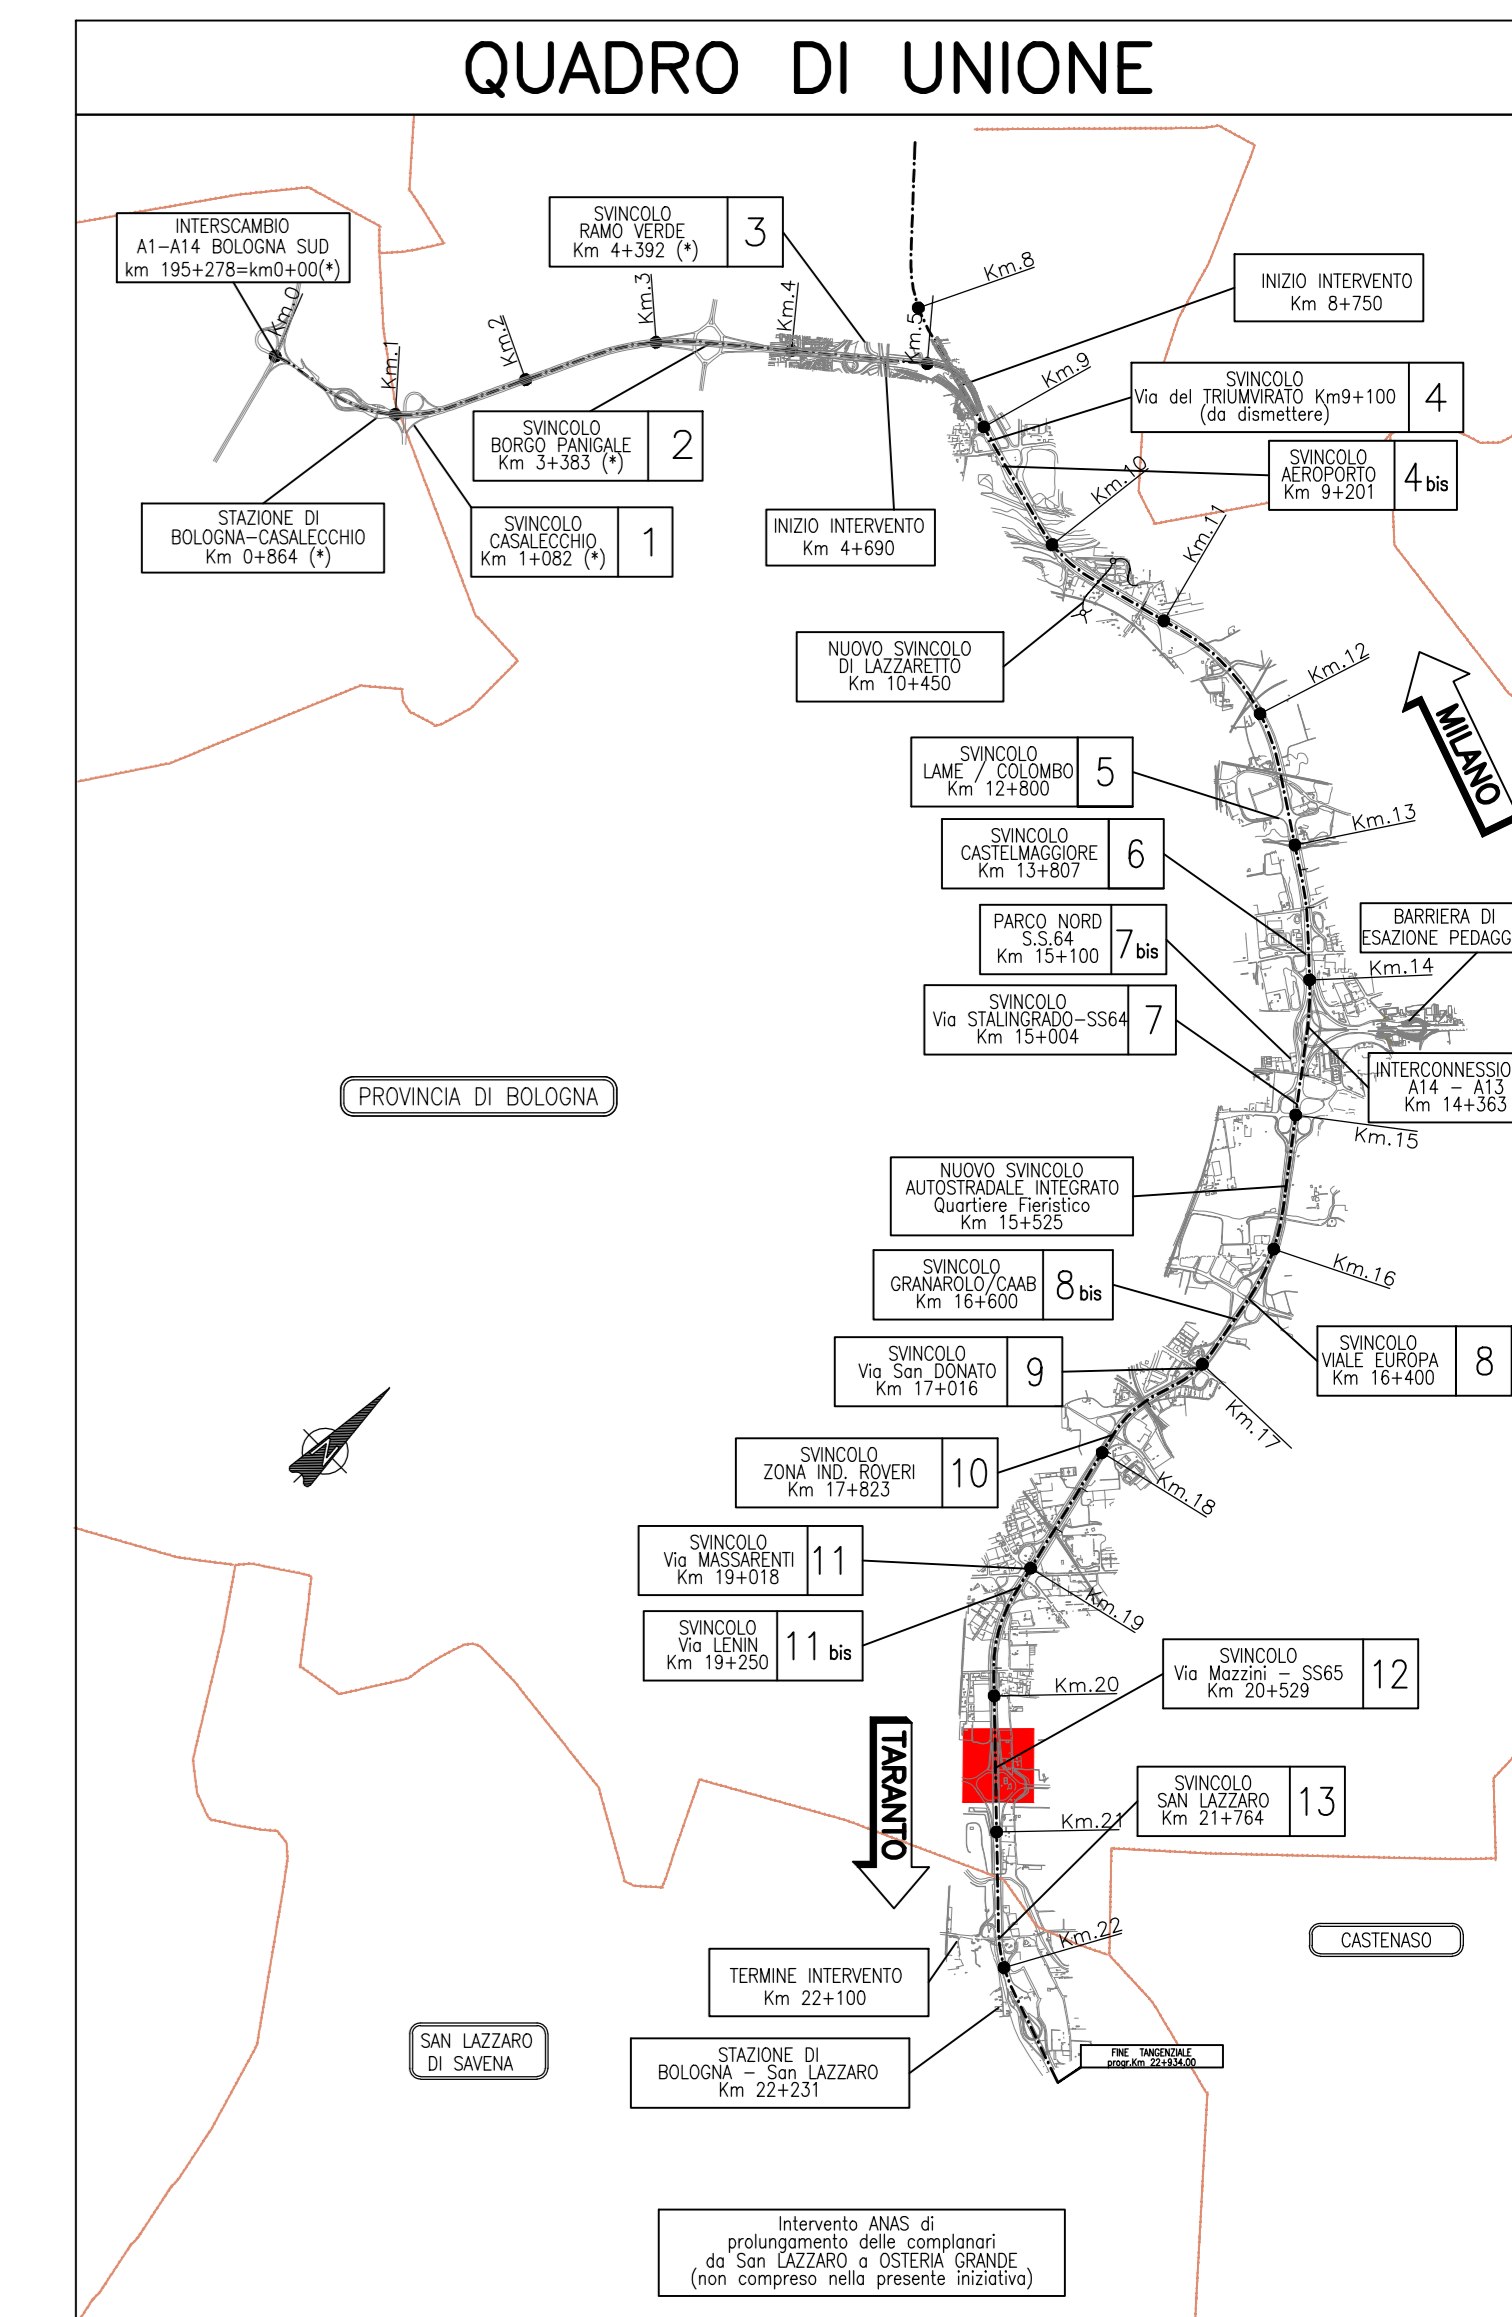 QUADRO DI UNIONE
INTERSCAMBIO
A1-A14 BOLOGNA SUD
km 195+278=km0+00(*)
SVINCOLO
RAMO VERDE
Km 4+392 (*)
3
Km.0
Km.1
Km.2
Km.3
Km.4
Km.5
Km.8
INIZIO INTERVENTO
Km 8+750
Km.9
SVINCOLO
Via del TRIUMVIRATO Km9+100
(da dismettere)
4
SVINCOLO
BORGO PANIGALE
Km 3+383 (*)
2
SVINCOLO
AEROPORTO
Km 9+201
4 bis
Km.10
STAZIONE DI
BOLOGNA-CASALECCHIO
Km 0+864 (*)
SVINCOLO
CASALECCHIO
Km 1+082 (*)
1
INIZIO INTERVENTO
Km 4+690
Km.11
NUOVO SVINCOLO
DI LAZZARETTO
Km 10+450
Km.12
MILANO
SVINCOLO
LAME / COLOMBO
Km 12+800
5
Km.13
SVINCOLO
CASTELMAGGIORE
Km 13+807
6
PARCO NORD
S.S.64
Km 15+100
7 bis
BARRIERA DI
ESAZIONE PEDAGG
Km.14
SVINCOLO
Via STALINGRADO-SS64
Km 15+004
7
INTERCONNESSIO
A14 - A13
Km 14+363
PROVINCIA DI BOLOGNA
Km.15
NUOVO SVINCOLO
AUTOSTRADALE INTEGRATO
Quartiere Fieristico
Km 15+525
Km.16
SVINCOLO
GRANAROLO/CAAB
Km 16+600
8 bis
SVINCOLO
VIALE EUROPA
Km 16+400
8
SVINCOLO
Via San DONATO
Km 17+016
9
Km.17
SVINCOLO
ZONA IND. ROVERI
Km 17+823
10
Km.18
SVINCOLO
Via MASSARENTI
Km 19+018
11
Km.19
SVINCOLO
Via LENIN
Km 19+250
11 bis
SVINCOLO
Via Mazzini - SS65
Km 20+529
12
Km.20
TARANTO
SVINCOLO
SAN LAZZARO
Km 21+764
13
Km.21
Km.22
CASTENASO
TERMINE INTERVENTO
Km 22+100
SAN LAZZARO
DI SAVENA
STAZIONE DI
BOLOGNA - San LAZZARO
Km 22+231
FINE TANGENZIALE
progr.Km 22+934.00
Intervento ANAS di
prolungamento delle complanari
da San LAZZARO a OSTERIA GRANDE
(non compreso nella presente iniziativa)